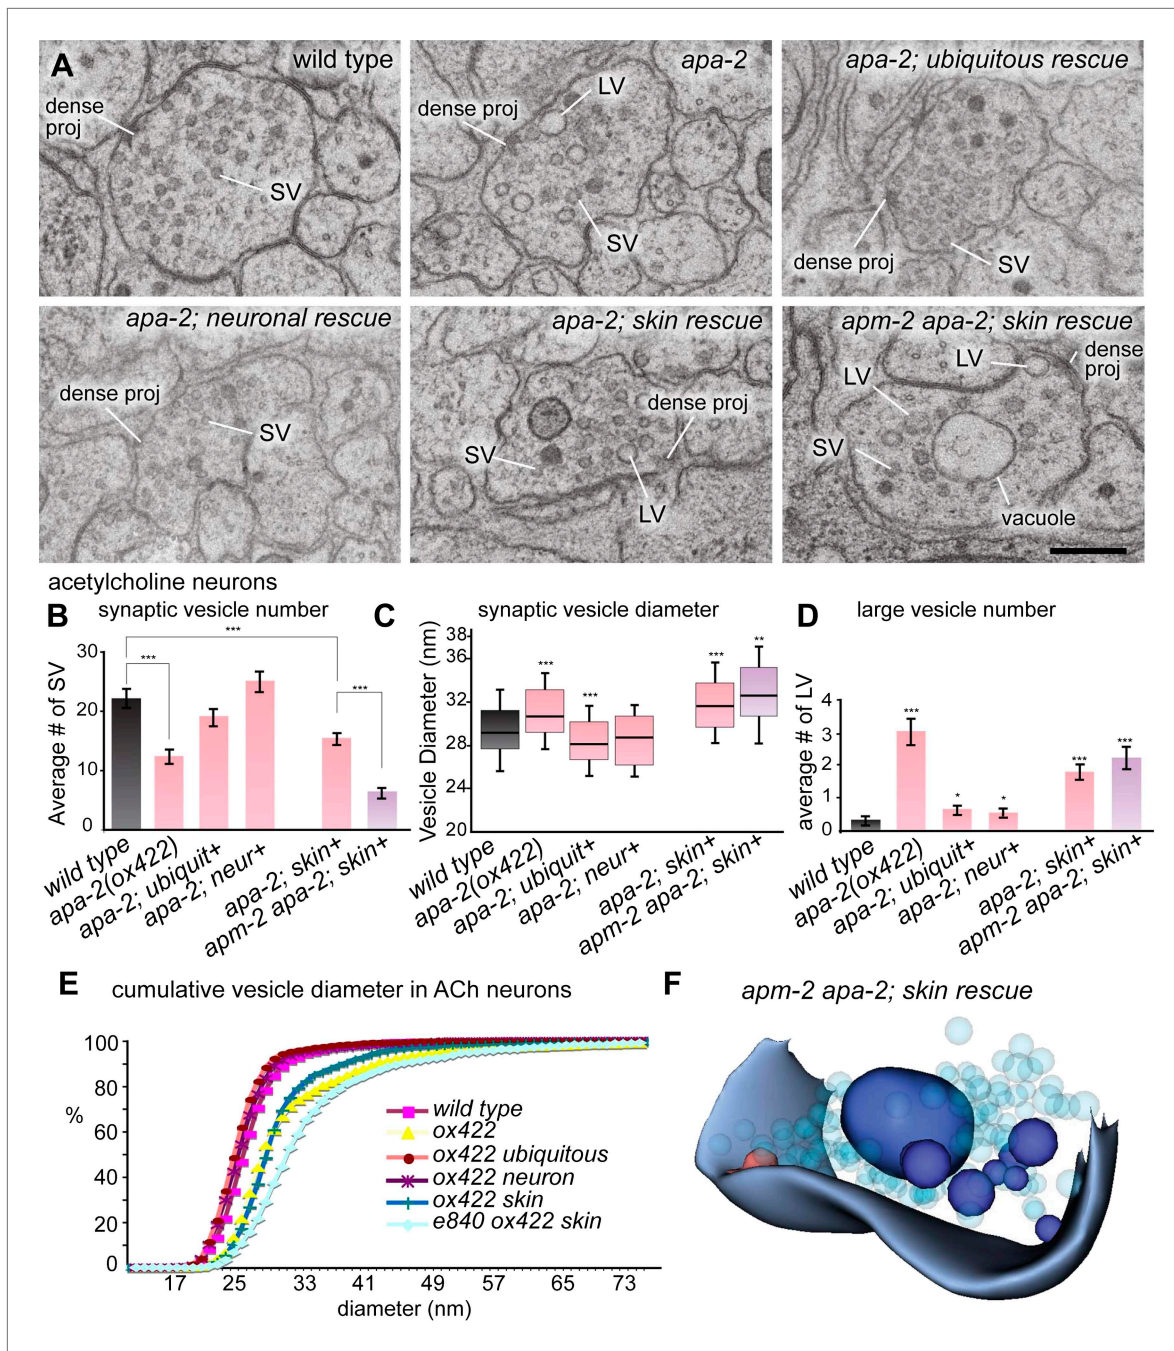 A
wild type
dense
proj
SV
apa-2
LV
dense proj
SV
apa-2; ubiquitous rescue
dense proj
SV
apa-2; neuronal rescue
dense proj
SV
apa-2; skin rescue
dense proj
SV
LV
apm-2 apa-2; skin rescue
LV
dense
proj
LV
SV
vacuole
acetylcholine neurons
B synaptic vesicle number
Average # of SV
30
20
10
0
***
***
***
wild type
apa-2(ox422)
apa-2; ubiquit+
apa-2; neur+
apa-2; skin+
apm-2 apa-2; skin+
C synaptic vesicle diameter
Vesicle Diameter (nm)
38
36
32
28
24
20
***
***
***
**
wild type
apa-2(ox422)
apa-2; ubiquit+
apa-2; neur+
apa-2; skin+
apm-2 apa-2; skin+
D large vesicle number
average # of LV
4
3
2
1
0
***
*
*
***
***
wild type
apa-2(ox422)
apa-2; ubiquit+
apa-2; neur+
apa-2; skin+
apm-2 apa-2; skin+
E cumulative vesicle diameter in ACh neurons
%
100
80
60
40
20
0
wild type
ox422
ox422 ubiquitous
ox422 neuron
ox422 skin
e840 ox422 skin
17 25 33 41 49 57 65 73
diameter (nm)
F apm-2 apa-2; skin rescue